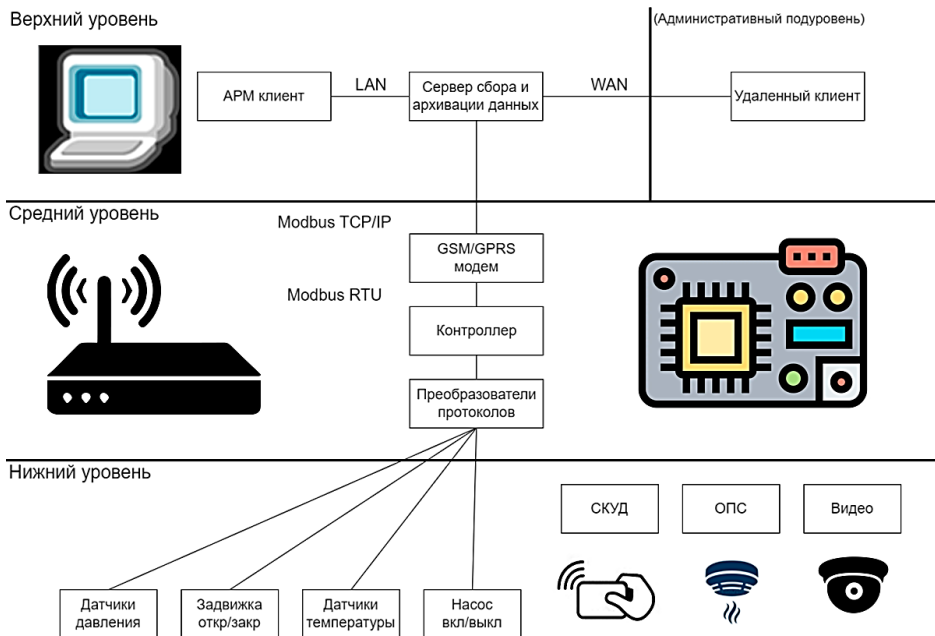 Верхний уровень
(Административный подуровень)
АРМ клиент
LAN
Сервер сбора и
архивации данных
WAN
Удаленный клиент
Средний уровень
Modbus TCP/IP
GSM/GPRS
модем
Modbus RTU
Контроллер
Преобразователи
протоколов
Нижний уровень
СКУД
ОПС
Видео
Датчики
давления
Задвижка
откр/закр
Датчики
температуры
Насос
вкл/выкл